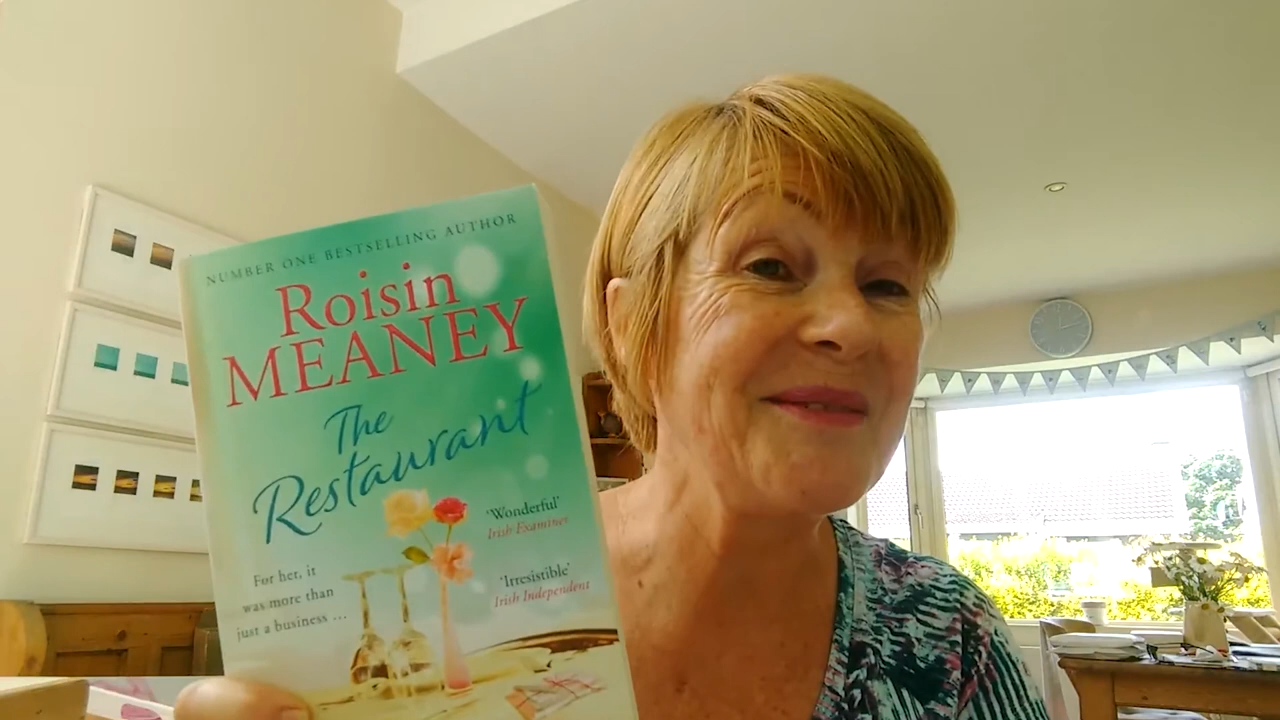 NUMBER ONE BESTSELLING AUTHOR
Roisin
MEANEY
The
Restaurant
'Wonderful'
Irish Examiner
'Irresistible'
Irish Independent
For her, it
was more than
just a business ...